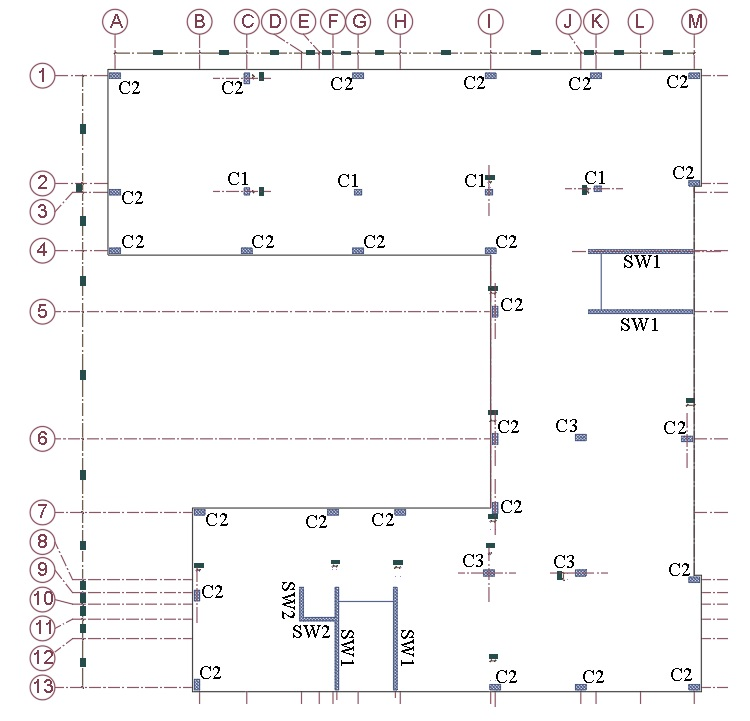 A B C D E F G H I J K L M
1
C2 C2 C2 C2 C2 C2
2
C1 C1 C1 C1 C2
3
C2
4
C2 C2 C2 C2
SW1
5
C2
SW1
6
C2 C3 C2
7
C2 C2 C2 C2
8
C3 C3 C2
9
C2 SW2
10
11
SW2 SW1 SW1
12
13
C2 C2 C2 C2